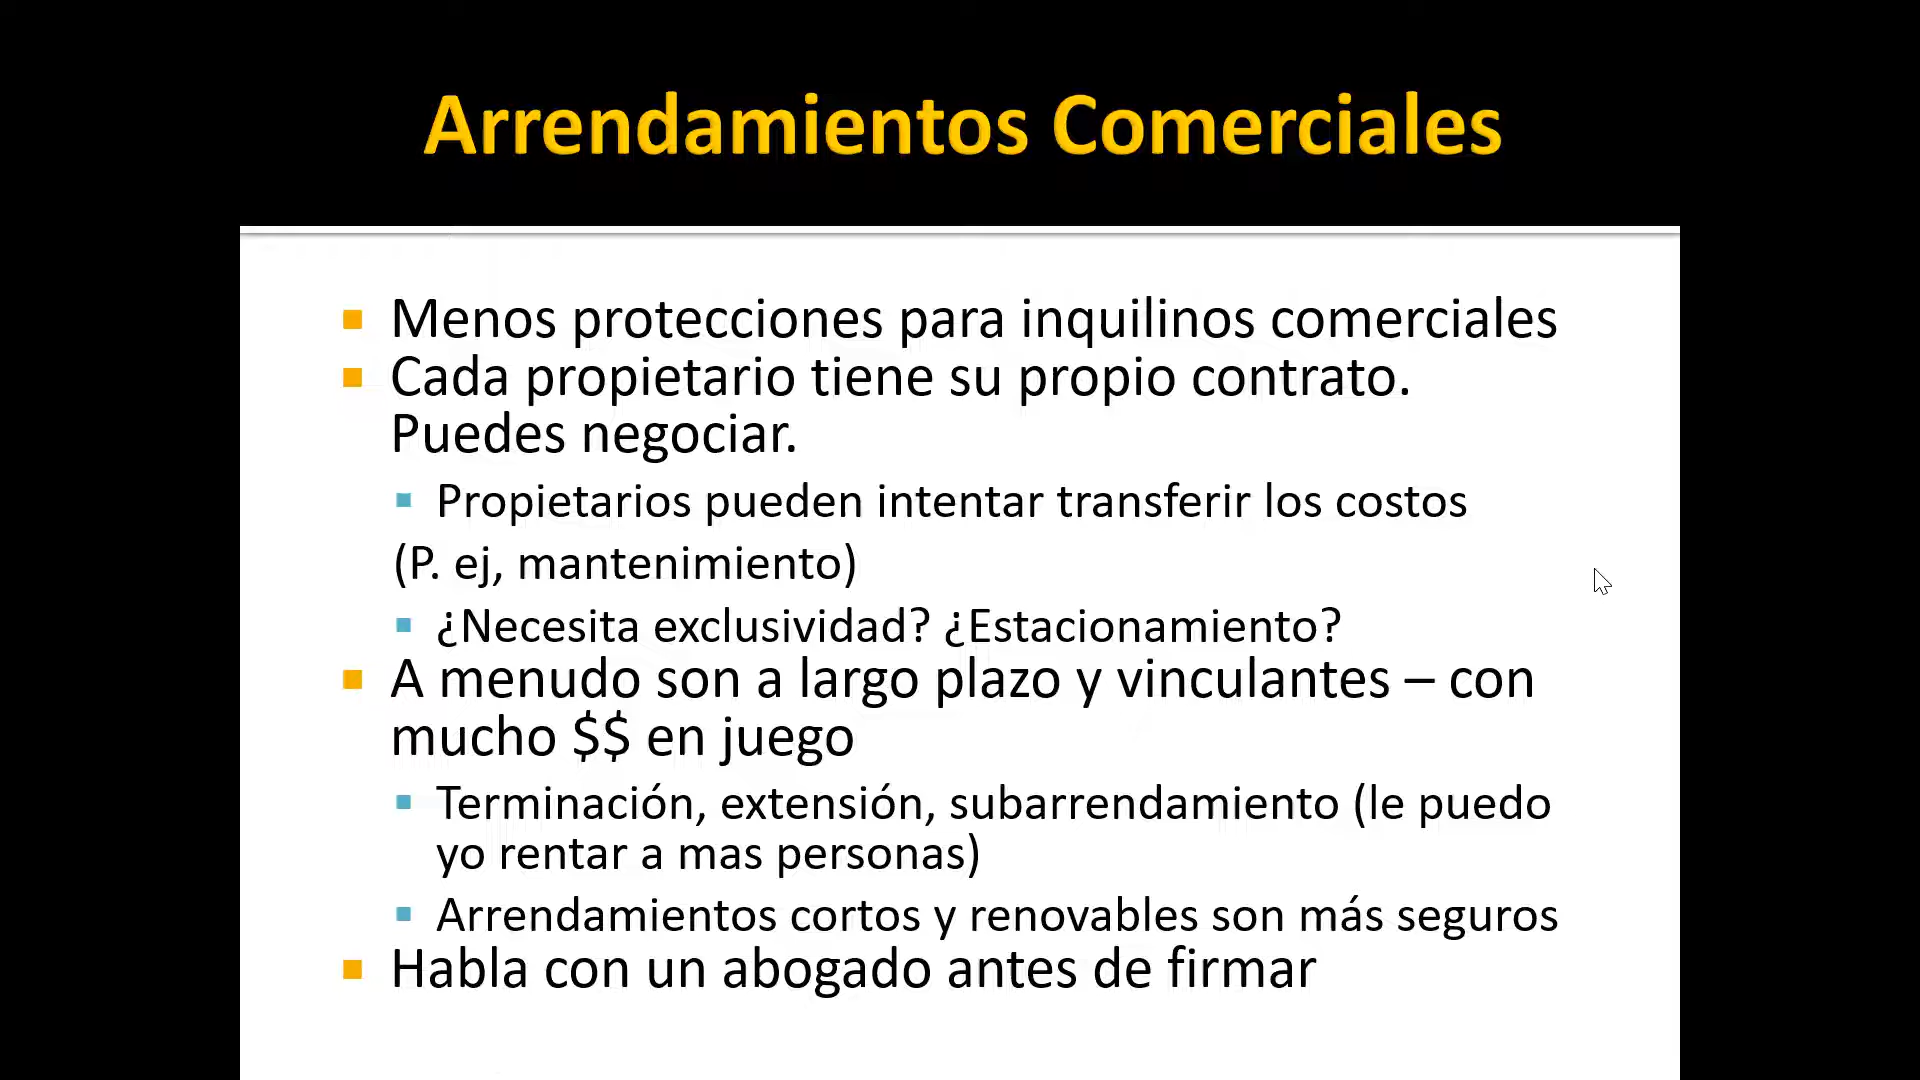 Arrendamientos Comerciales
Menos protecciones para inquilinos comerciales
Cada propietario tiene su propio contrato.
Puedes negociar.
Propietarios pueden intentar transferir los costos
(P. ej, mantenimiento)
¿Necesita exclusividad? ¿Estacionamiento?
A menudo son a largo plazo y vinculantes – con
mucho $$ en juego
Terminación, extensión, subarrendamiento (le puedo
yo rentar a mas personas)
Arrendamientos cortos y renovables son más seguros
Habla con un abogado antes de firmar